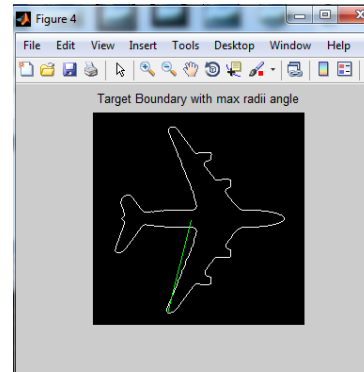 Figure 4
File Edit View Insert Tools Desktop Window Help
Target Boundary with max radii angle